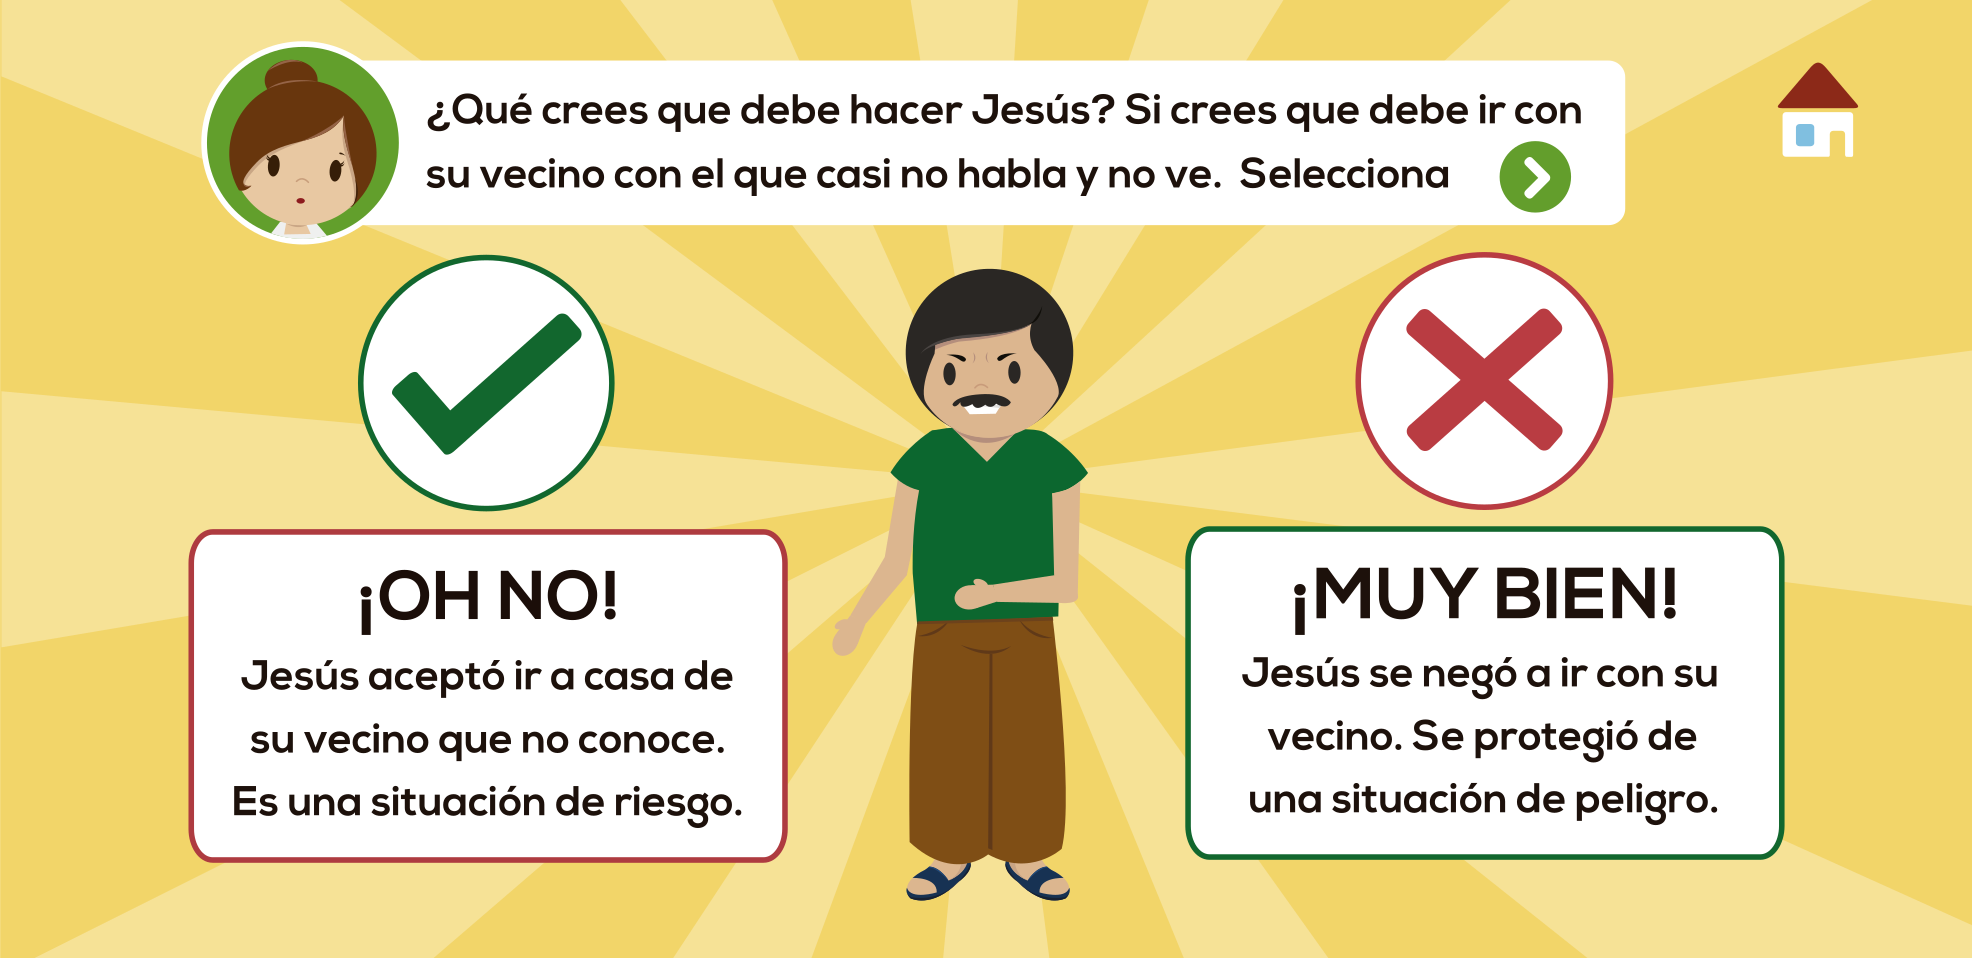 ¿Qué crees que debe hacer Jesús? Si crees que debe ir con
su vecino con el que casi no habla y no ve. Selecciona
¡OH NO!
Jesús aceptó ir a casa de
su vecino que no conoce.
Es una situación de riesgo.
¡MUY BIEN!
Jesús se negó a ir con su
vecino. Se protegió de
una situación de peligro.